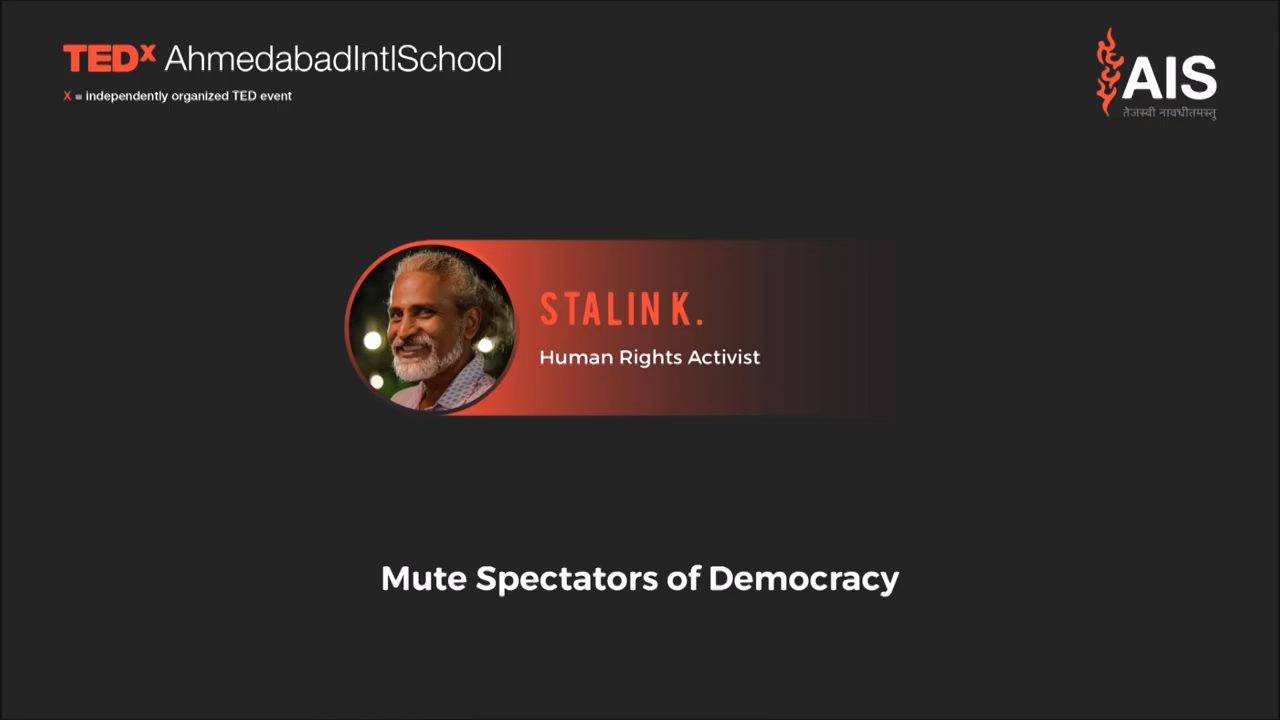 TEDx AhmedabadIntlSchool
X = independently organized TED event
AIS
तेजस्वी नावधीतमस्तु
STALIN K.
Human Rights Activist
Mute Spectators of Democracy